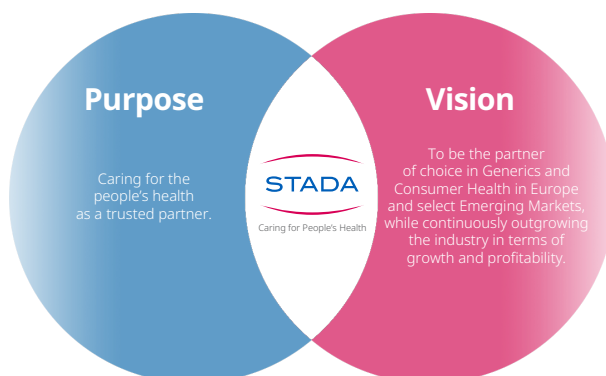 Purpose
Caring for the
people's health
as a trusted partner.
STADA
Caring for People's Health
Vision
To be the partner
of choice in Generics and
Consumer Health in Europe
and select Emerging Markets,
while continuously outgrowing
the industry in terms of
growth and profitability.